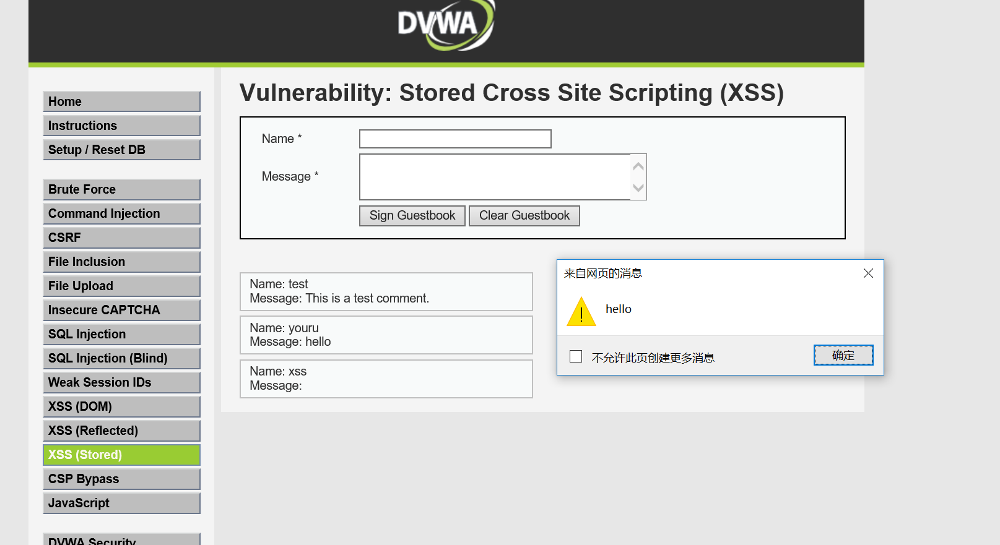 DVWA
Home
Instructions
Setup / Reset DB
Brute Force
Command Injection
CSRF
File Inclusion
File Upload
Insecure CAPTCHA
SQL Injection
SQL Injection (Blind)
Weak Session IDs
XSS (DOM)
XSS (Reflected)
XSS (Stored)
CSP Bypass
JavaScript
DVWA Security
Vulnerability: Stored Cross Site Scripting (XSS)
Name *
Message *
Sign Guestbook
Clear Guestbook
Name: test
Message: This is a test comment.
Name: youru
Message: hello
Name: xss
Message:
来自网页的消息
hello
不允许此页创建更多消息
确定